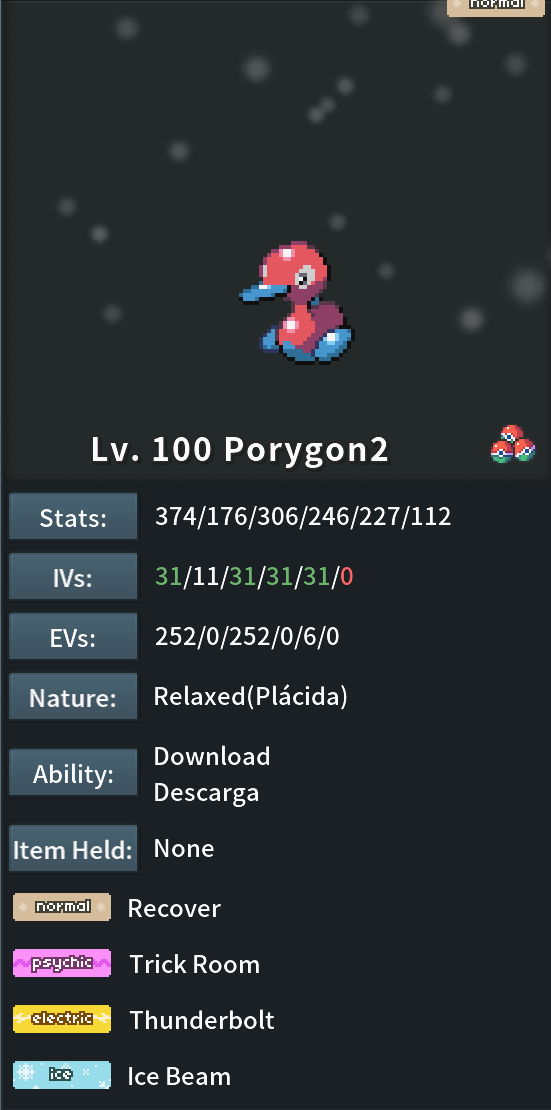 normal
Lv. 100 Porygon2
Stats: 374/176/306/246/227/112
IVs: 31/11/31/31/31/0
EVs: 252/0/252/0/6/0
Nature: Relaxed(Plácida)
Ability: Download
Descarga
Item Held: None
normal Recover
psychic Trick Room
electric Thunderbolt
ice Ice Beam